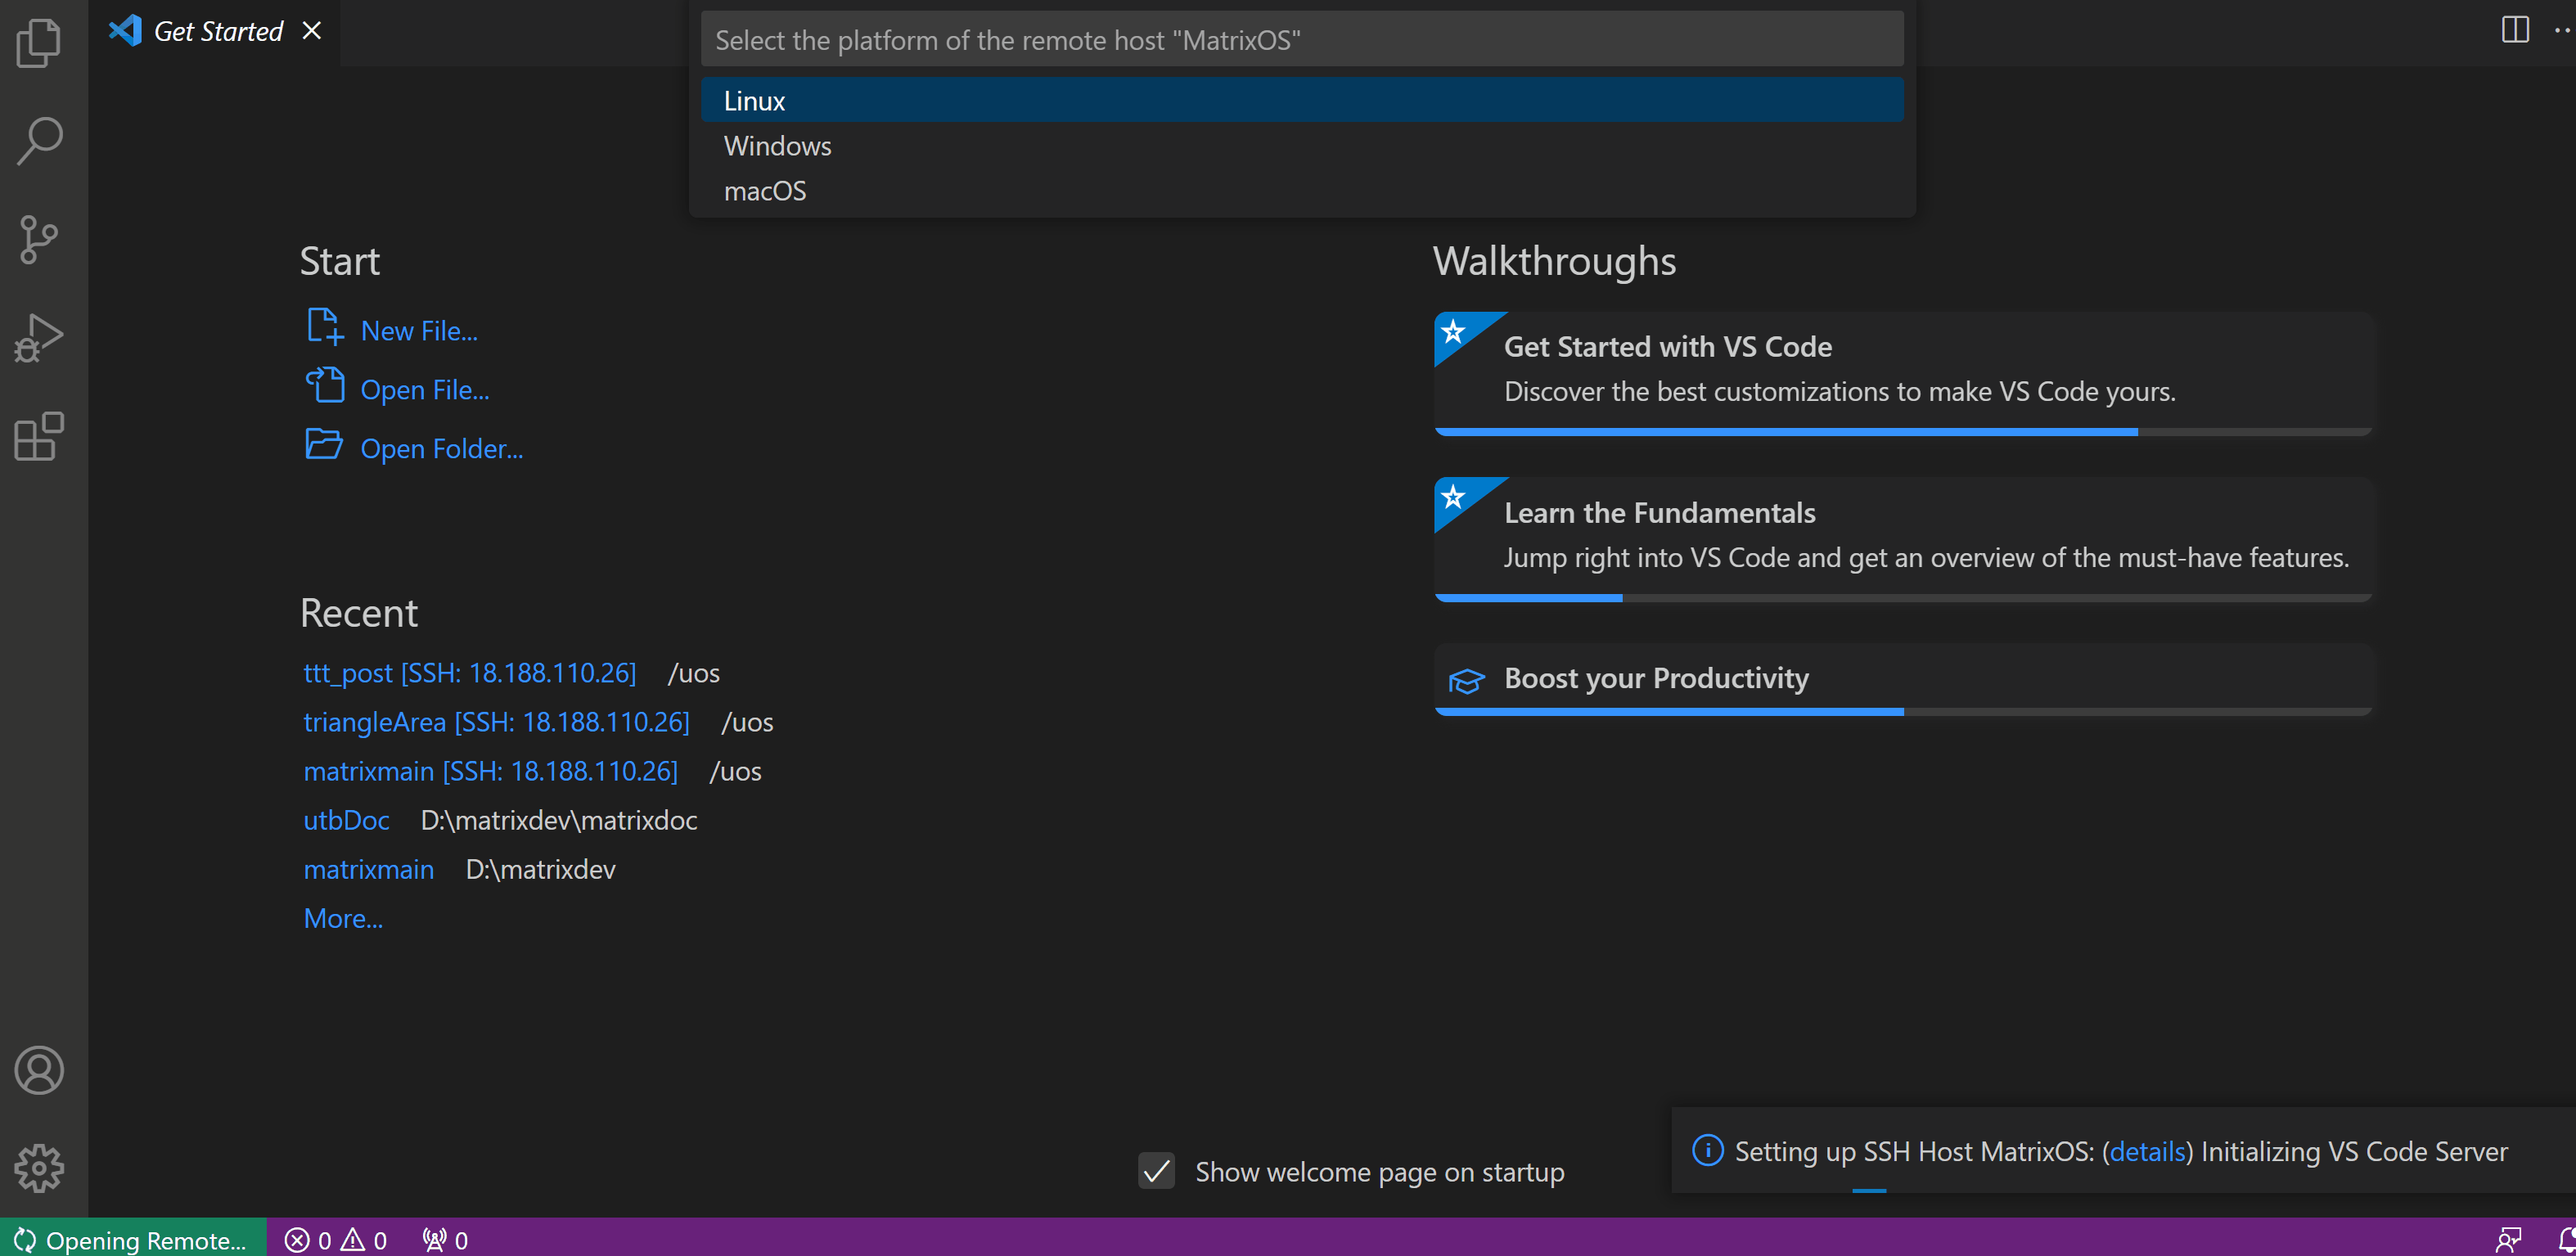 Get Started
Select the platform of the remote host "MatrixOS"
Linux
Windows
macOS
Start
New File...
Open File...
Open Folder...
Recent
ttt_post [SSH: 18.188.110.26] /uos
triangleArea [SSH: 18.188.110.26] /uos
matrixmain [SSH: 18.188.110.26] /uos
utbDoc D:\matrixdev\matrixdoc
matrixmain D:\matrixdev
More...
Walkthroughs
Get Started with VS Code
Discover the best customizations to make VS Code yours.
Learn the Fundamentals
Jump right into VS Code and get an overview of the must-have features.
Boost your Productivity
Show welcome page on startup
Setting up SSH Host MatrixOS: (details) Initializing VS Code Server
Opening Remote... 0 0 0